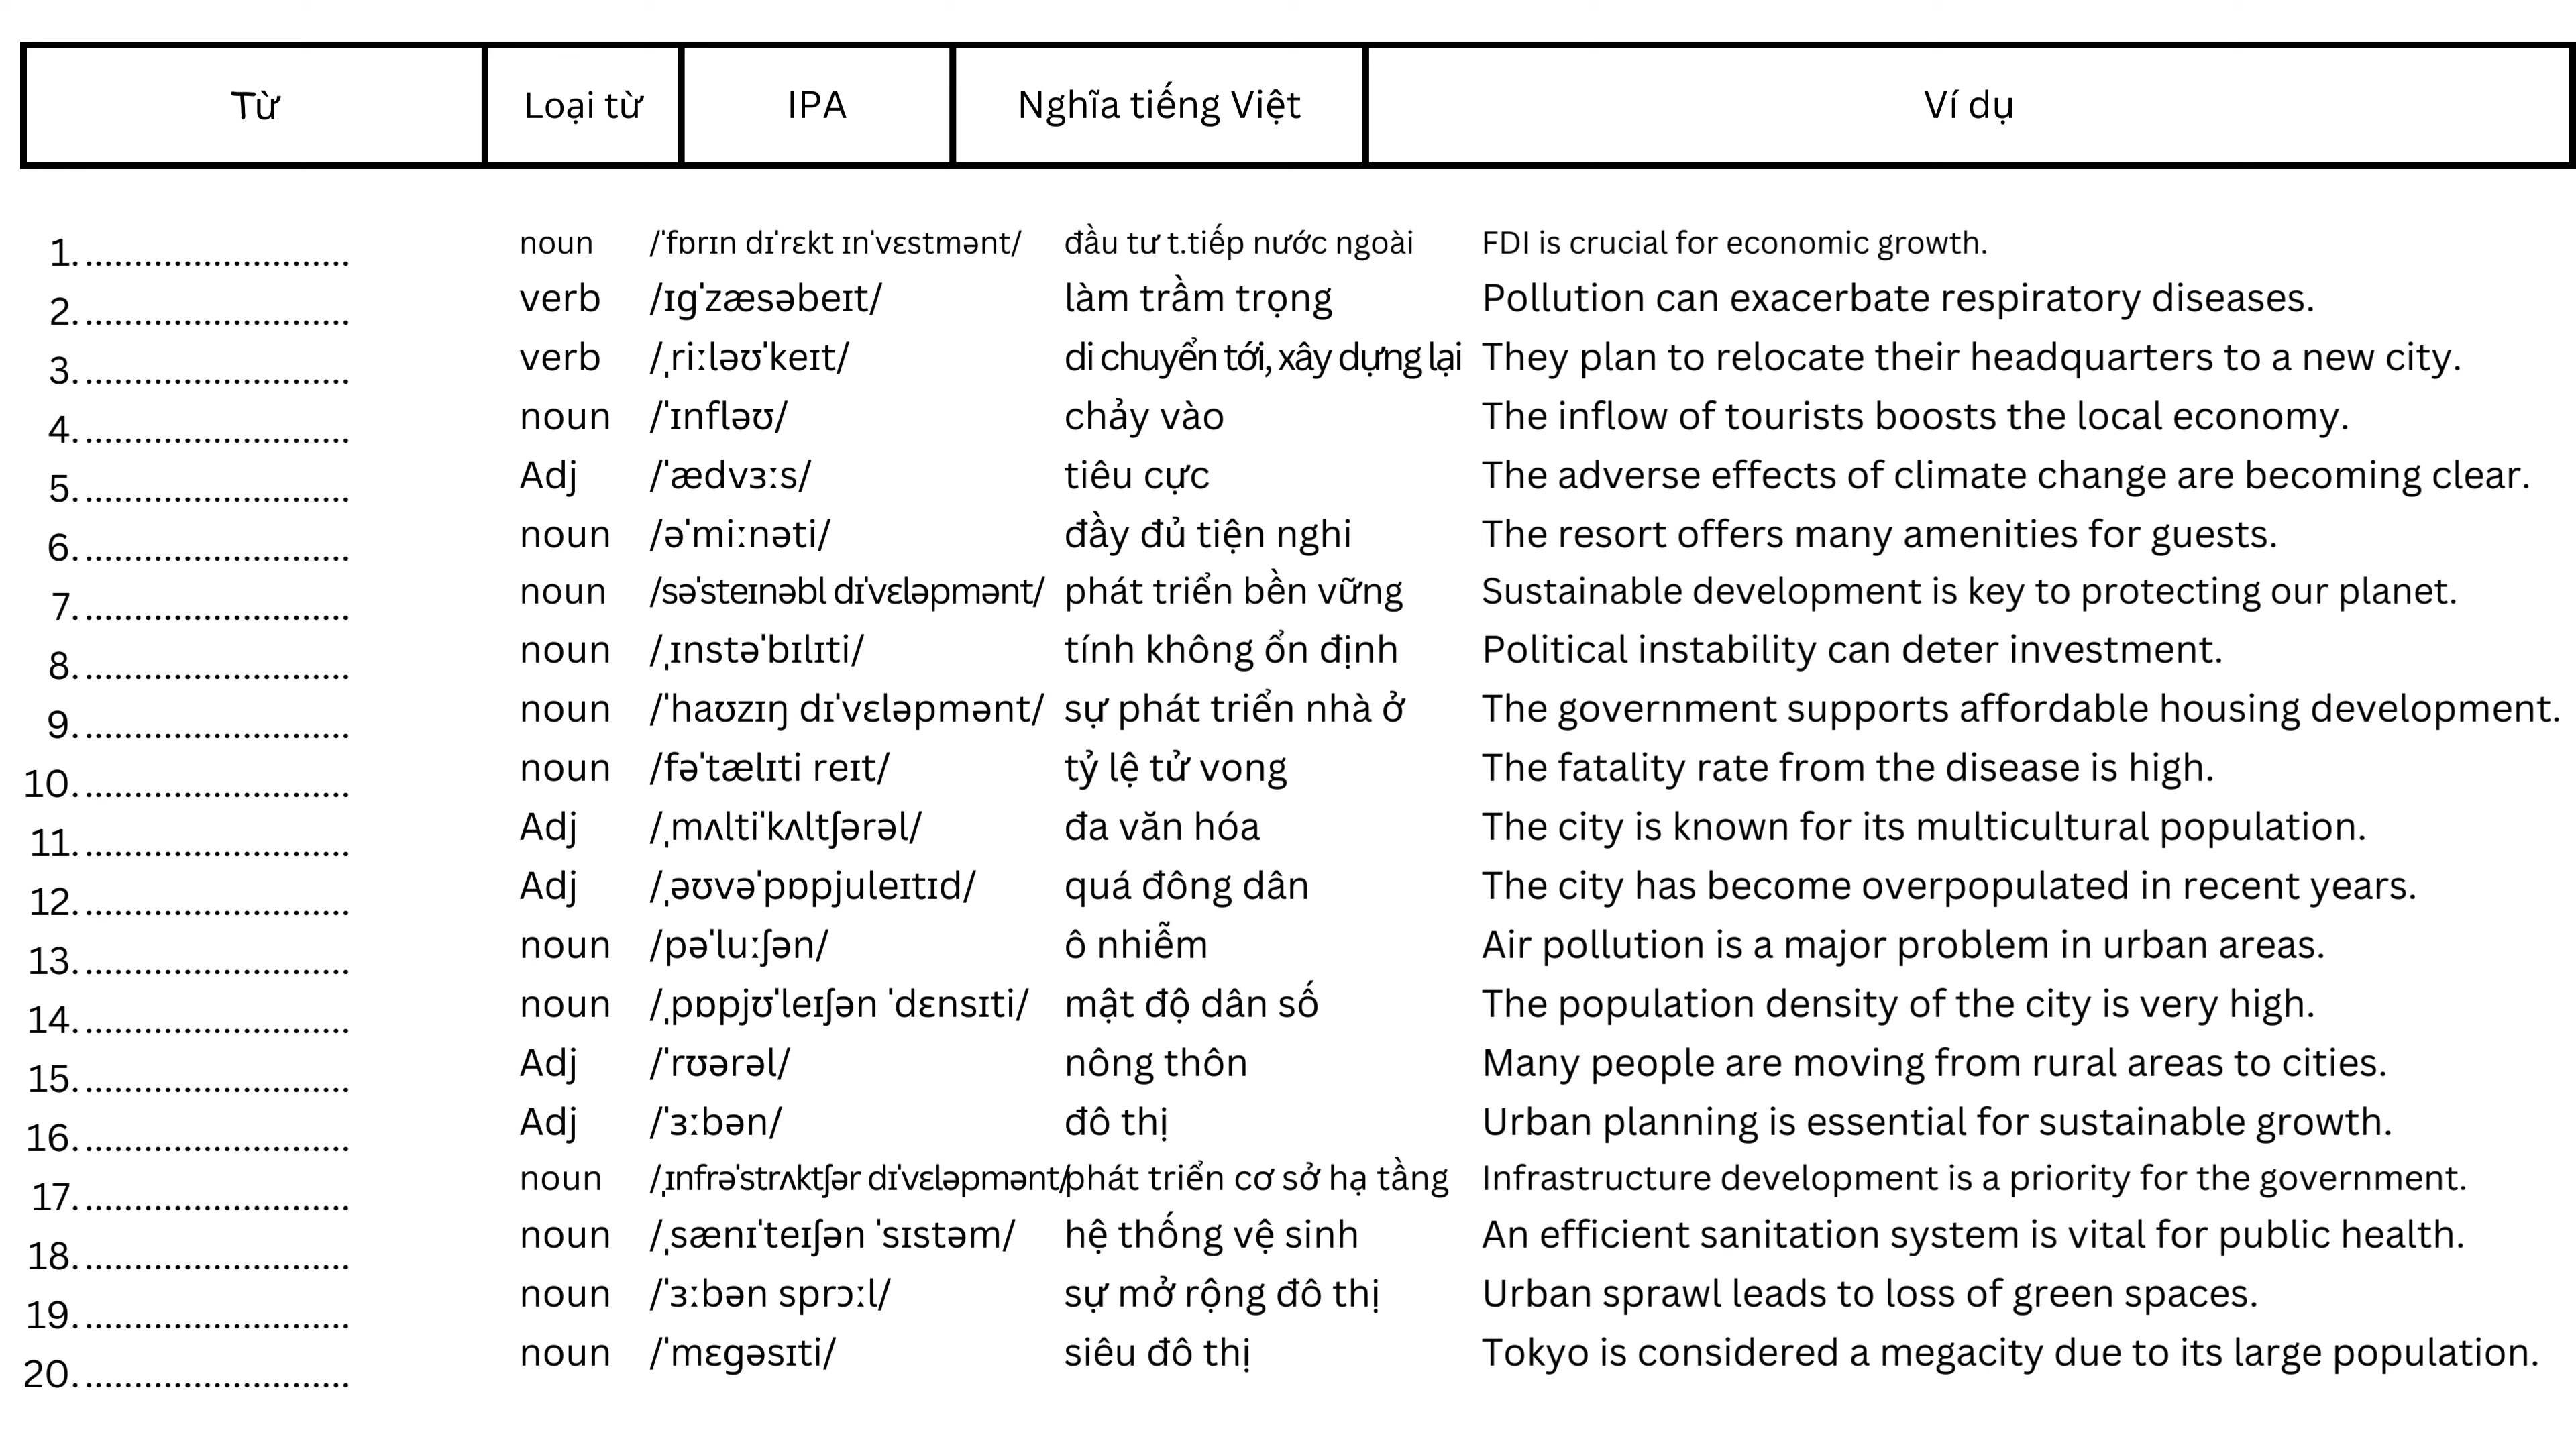 Từ Loại từ IPA Nghĩa tiếng Việt Ví dụ
1........................... noun /ˈfɒrɪn dɪˈrɛkt ɪnˈvɛstmənt/ đầu tư t.tiếp nước ngoài FDI is crucial for economic growth.
2........................... verb /ɪgˈzæsəbeɪt/ làm trầm trọng Pollution can exacerbate respiratory diseases.
3........................... verb /ˌriːləʊˈkeɪt/ di chuyển tới, xây dựng lại They plan to relocate their headquarters to a new city.
4........................... noun /ˈɪnfləʊ/ chảy vào The inflow of tourists boosts the local economy.
5........................... Adj /ˈædvɜːs/ tiêu cực The adverse effects of climate change are becoming clear.
6........................... noun /əˈmiːnəti/ đầy đủ tiện nghi The resort offers many amenities for guests.
7........................... noun /səˈsteɪnəbl dɪˈvɛləpmənt/ phát triển bền vững Sustainable development is key to protecting our planet.
8........................... noun /ˌɪnstəˈbɪlɪti/ tính không ổn định Political instability can deter investment.
9........................... noun /ˈhaʊzɪŋ dɪˈvɛləpmənt/ sự phát triển nhà ở The government supports affordable housing development.
10........................... noun /fəˈtælɪti reɪt/ tỷ lệ tử vong The fatality rate from the disease is high.
11........................... Adj /ˌmʌltiˈkʌltʃərəl/ đa văn hóa The city is known for its multicultural population.
12........................... Adj /ˌəʊvəˈpɒpjuleɪtɪd/ quá đông dân The city has become overpopulated in recent years.
13........................... noun /pəˈluːʃən/ ô nhiễm Air pollution is a major problem in urban areas.
14........................... noun /ˌpɒpjʊˈleɪʃən ˈdɛnsɪti/ mật độ dân số The population density of the city is very high.
15........................... Adj /ˈrʊərəl/ nông thôn Many people are moving from rural areas to cities.
16........................... Adj /ˈɜːbən/ đô thị Urban planning is essential for sustainable growth.
17........................... noun /ˌɪnfrəˈstrʌktʃər dɪˈvɛləpmənt/ phát triển cơ sở hạ tầng Infrastructure development is a priority for the government.
18........................... noun /ˌsænɪˈteɪʃən ˈsɪstəm/ hệ thống vệ sinh An efficient sanitation system is vital for public health.
19........................... noun /ˈɜːbən sprɔːl/ sự mở rộng đô thị Urban sprawl leads to loss of green spaces.
20........................... noun /ˈmɛgəsɪti/ siêu đô thị Tokyo is considered a megacity due to its large population.